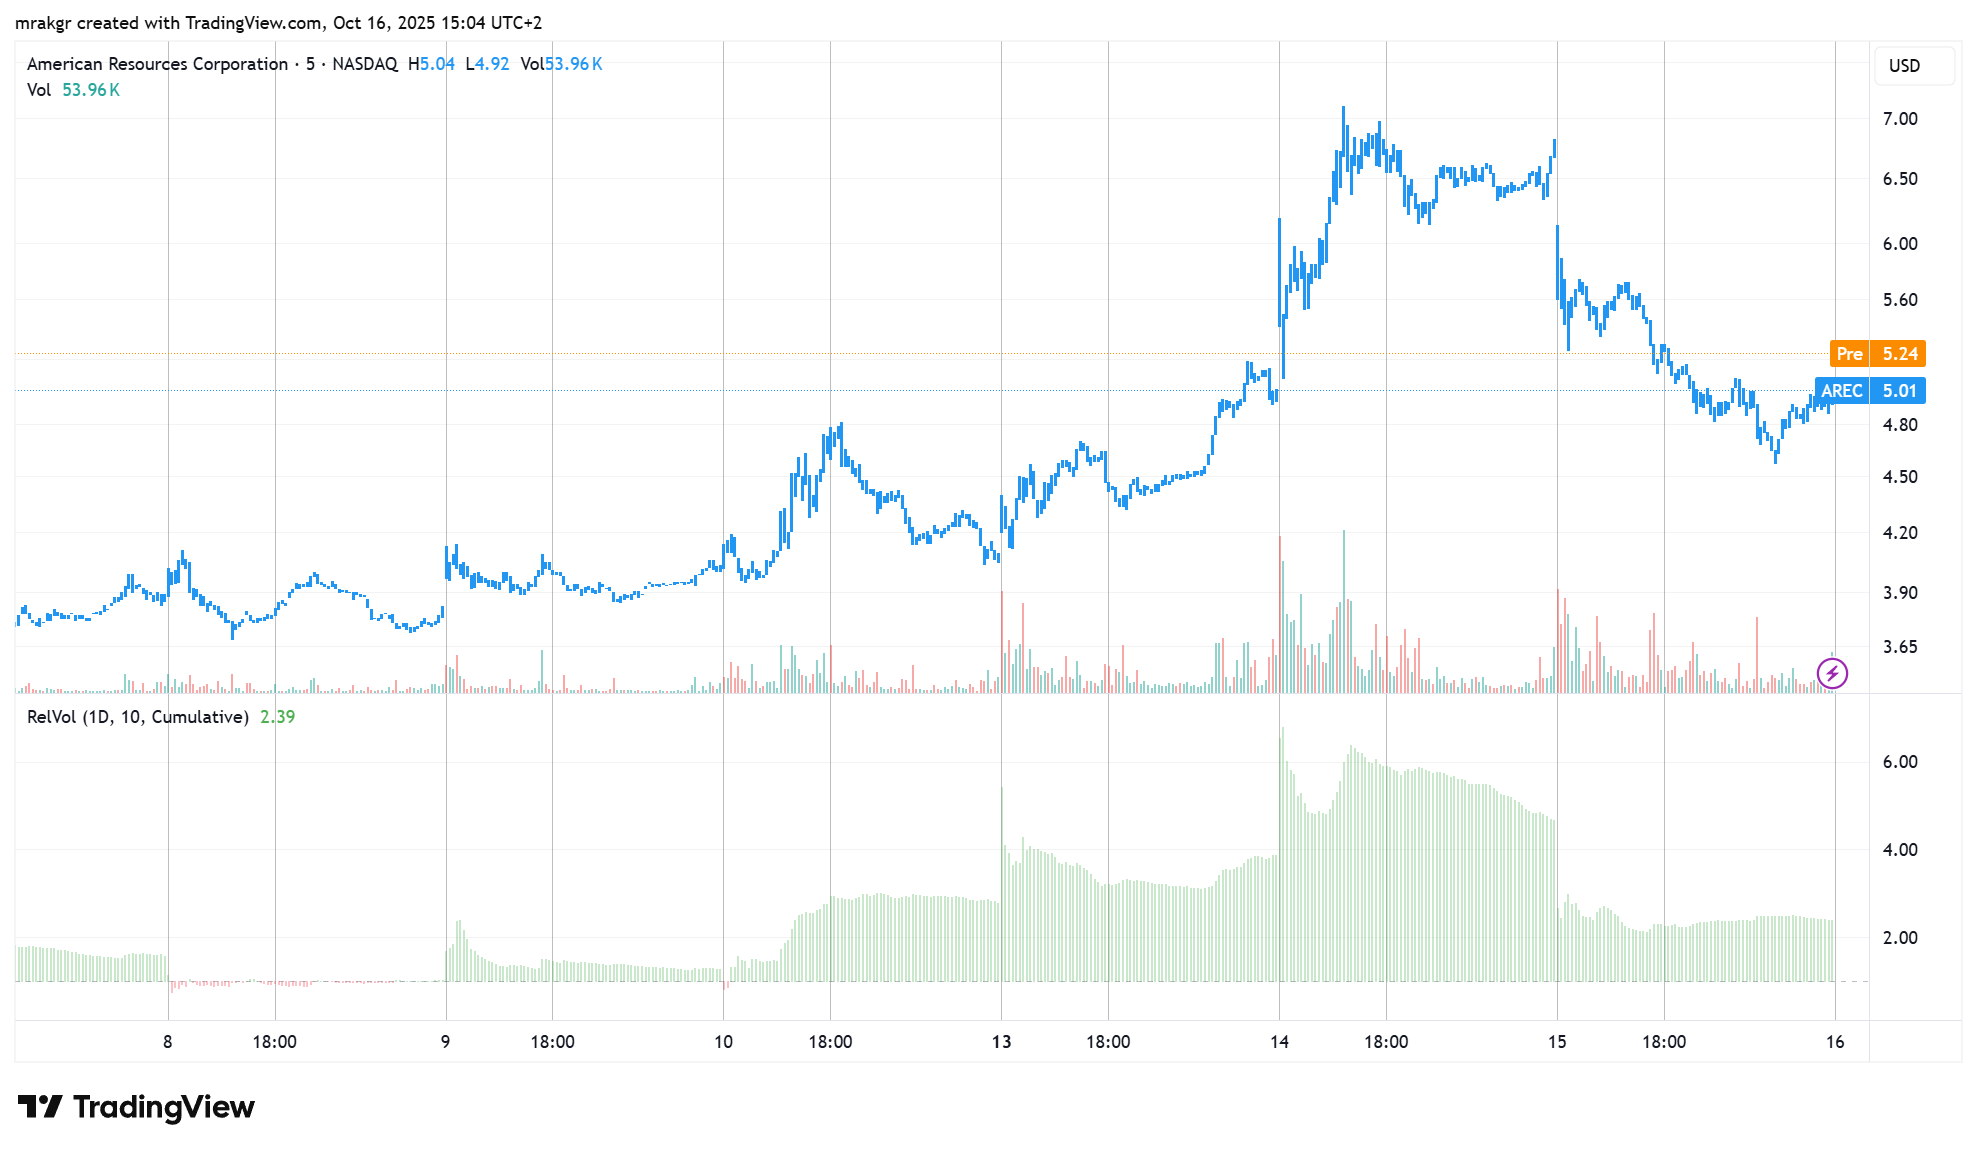 mrakgr created with TradingView.com, Oct 16, 2025 15:04 UTC+2
American Resources Corporation · 5 · NASDAQ H5.04 L4.92 Vol53.96 K
Vol 53.96 K
USD
7.00
6.50
6.00
5.60
Pre 5.24
AREC 5.01
4.80
4.50
4.20
3.90
3.65
RelVol (1D, 10, Cumulative) 2.39
6.00
4.00
2.00
8 18:00 9 18:00 10 18:00 13 18:00 14 18:00 15 18:00 16
TradingView